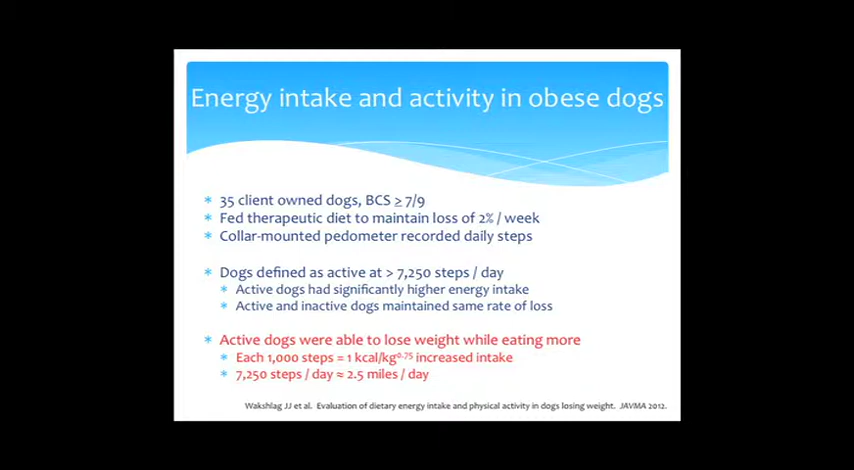 Energy intake and activity in obese dogs
* 35 client owned dogs, BCS ≥ 7/9
* Fed therapeutic diet to maintain loss of 2% / week
* Collar-mounted pedometer recorded daily steps
* Dogs defined as active at > 7,250 steps / day
* Active dogs had significantly higher energy intake
* Active and inactive dogs maintained same rate of loss
* Active dogs were able to lose weight while eating more
* Each 1,000 steps = 1 kcal/kg^0.75 increased intake
* 7,250 steps / day ≈ 2.5 miles / day
Wakshlag JJ et al. Evaluation of dietary energy intake and physical activity in dogs losing weight. JAVMA 2012.